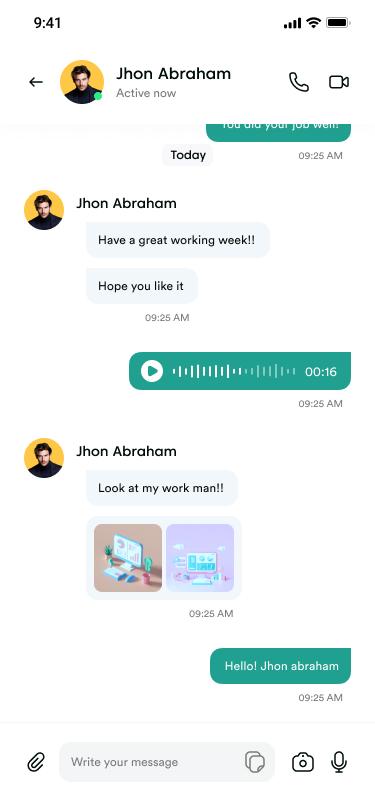 9:41
Jhon Abraham
Active now
You did your job well!
Today
09:25 AM
Jhon Abraham
Have a great working week!!
Hope you like it
09:25 AM
00:16
09:25 AM
Jhon Abraham
Look at my work man!!
09:25 AM
Hello! Jhon abraham
09:25 AM
Write your message